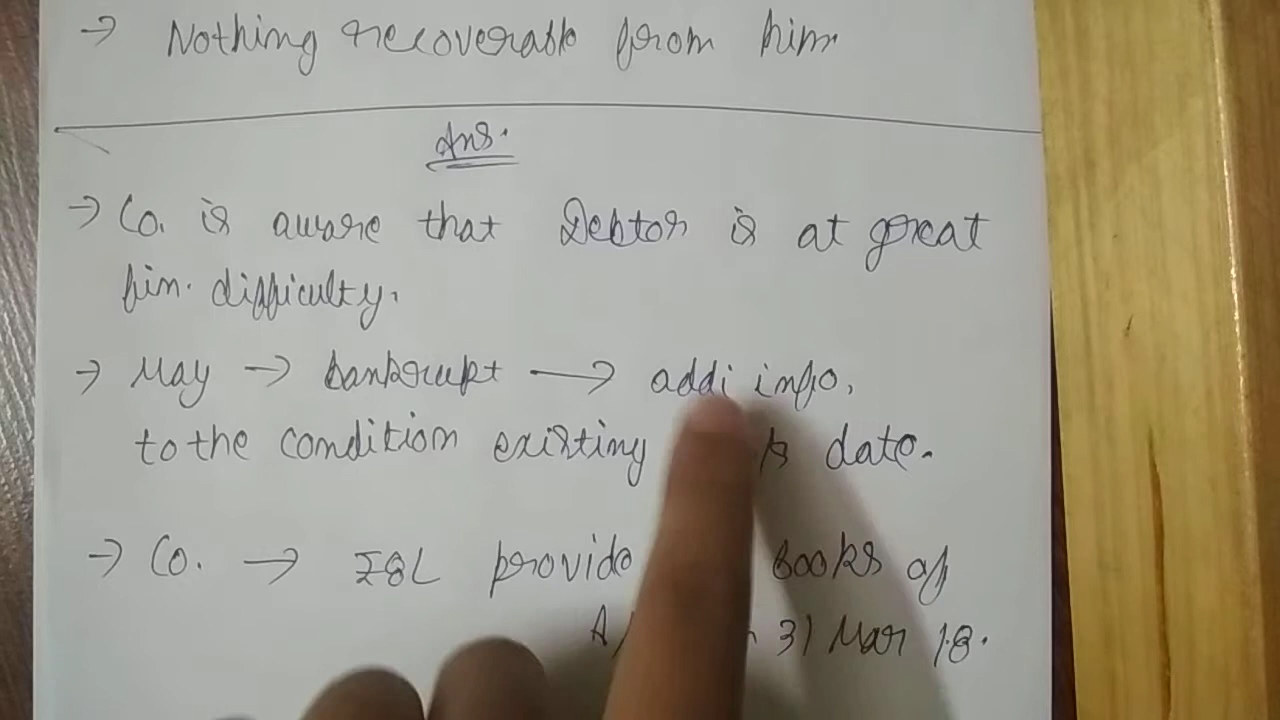 → Nothing recoverable from him
Ans.
→ Co. is aware that Debtor is at great
fin. difficulty.
→ May → bankrupt → addi info.
to the condition existing date.
→ Co. → provide Books of
31 Mar 18.